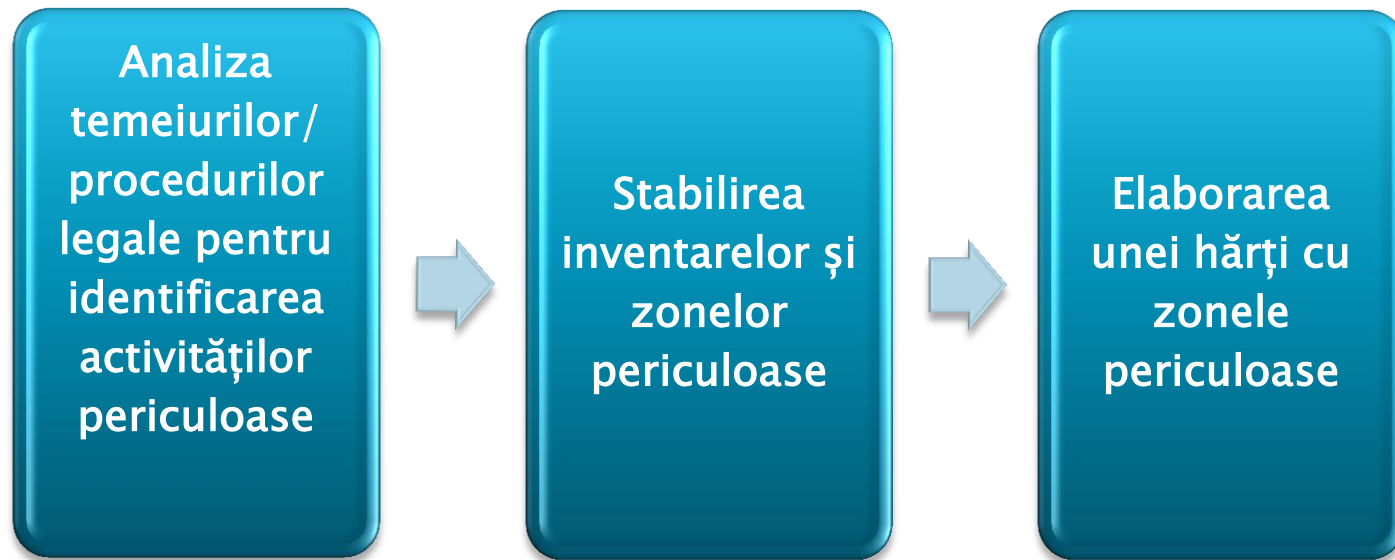 Analiza
temeiurilor/
procedurilor
legale pentru
identificarea
activităților
periculoase
Stabilirea
inventarelor și
zonelor
periculoase
Elaborarea
unei hărți cu
zonele
periculoase